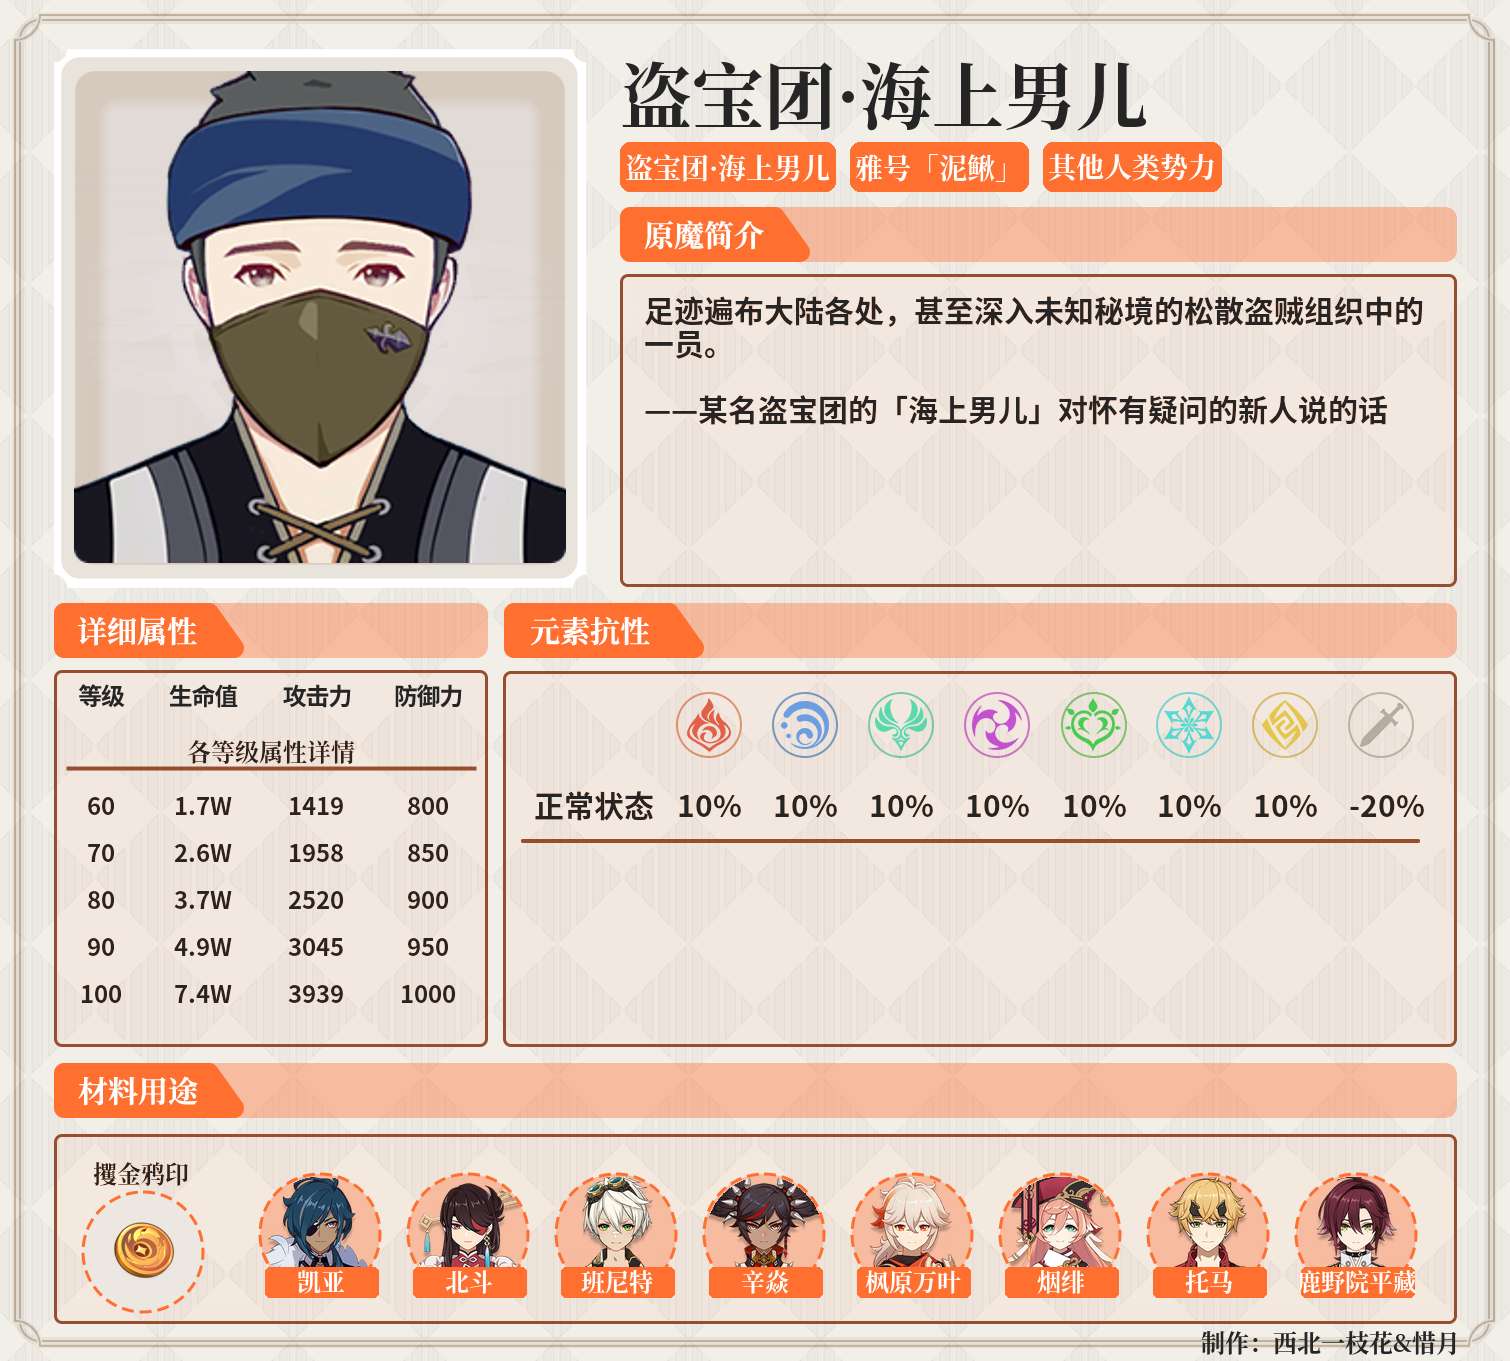 盗宝团·海上男儿
盗宝团·海上男儿 雅号「泥鳅」 其他人类势力
原魔简介
足迹遍布大陆各处，甚至深入未知秘境的松散盗贼组织中的
一员。
——某名盗宝团的「海上男儿」对怀有疑问的新人说的话
详细属性
等级 生命值 攻击力 防御力
各等级属性详情
60 1.7W 1419 800
70 2.6W 1958 850
80 3.7W 2520 900
90 4.9W 3045 950
100 7.4W 3939 1000
元素抗性
正常状态 10% 10% 10% 10% 10% 10% 10% -20%
材料用途
攫金鸦印
凯亚 北斗 班尼特 辛焱 枫原万叶 烟绯 托马 鹿野院平藏
制作：西北一枝花&惜月